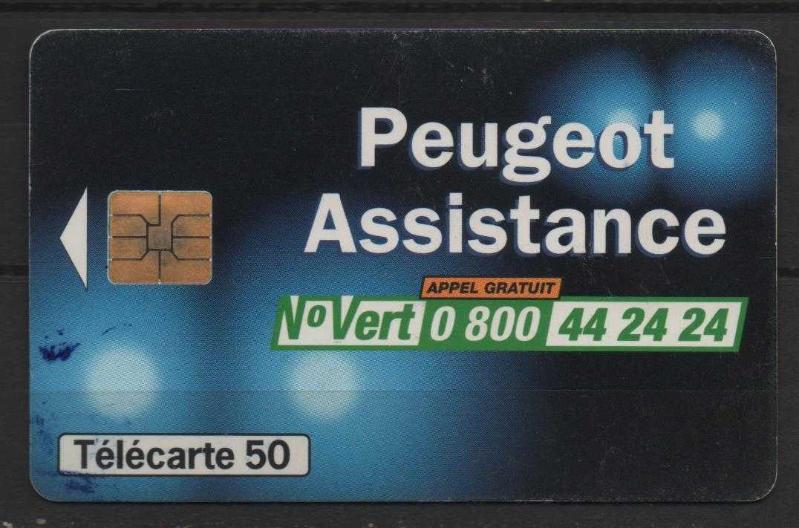 Peugeot
Assistance
APPEL GRATUIT
NoVert 0 800 44 24 24
Télécarte 50